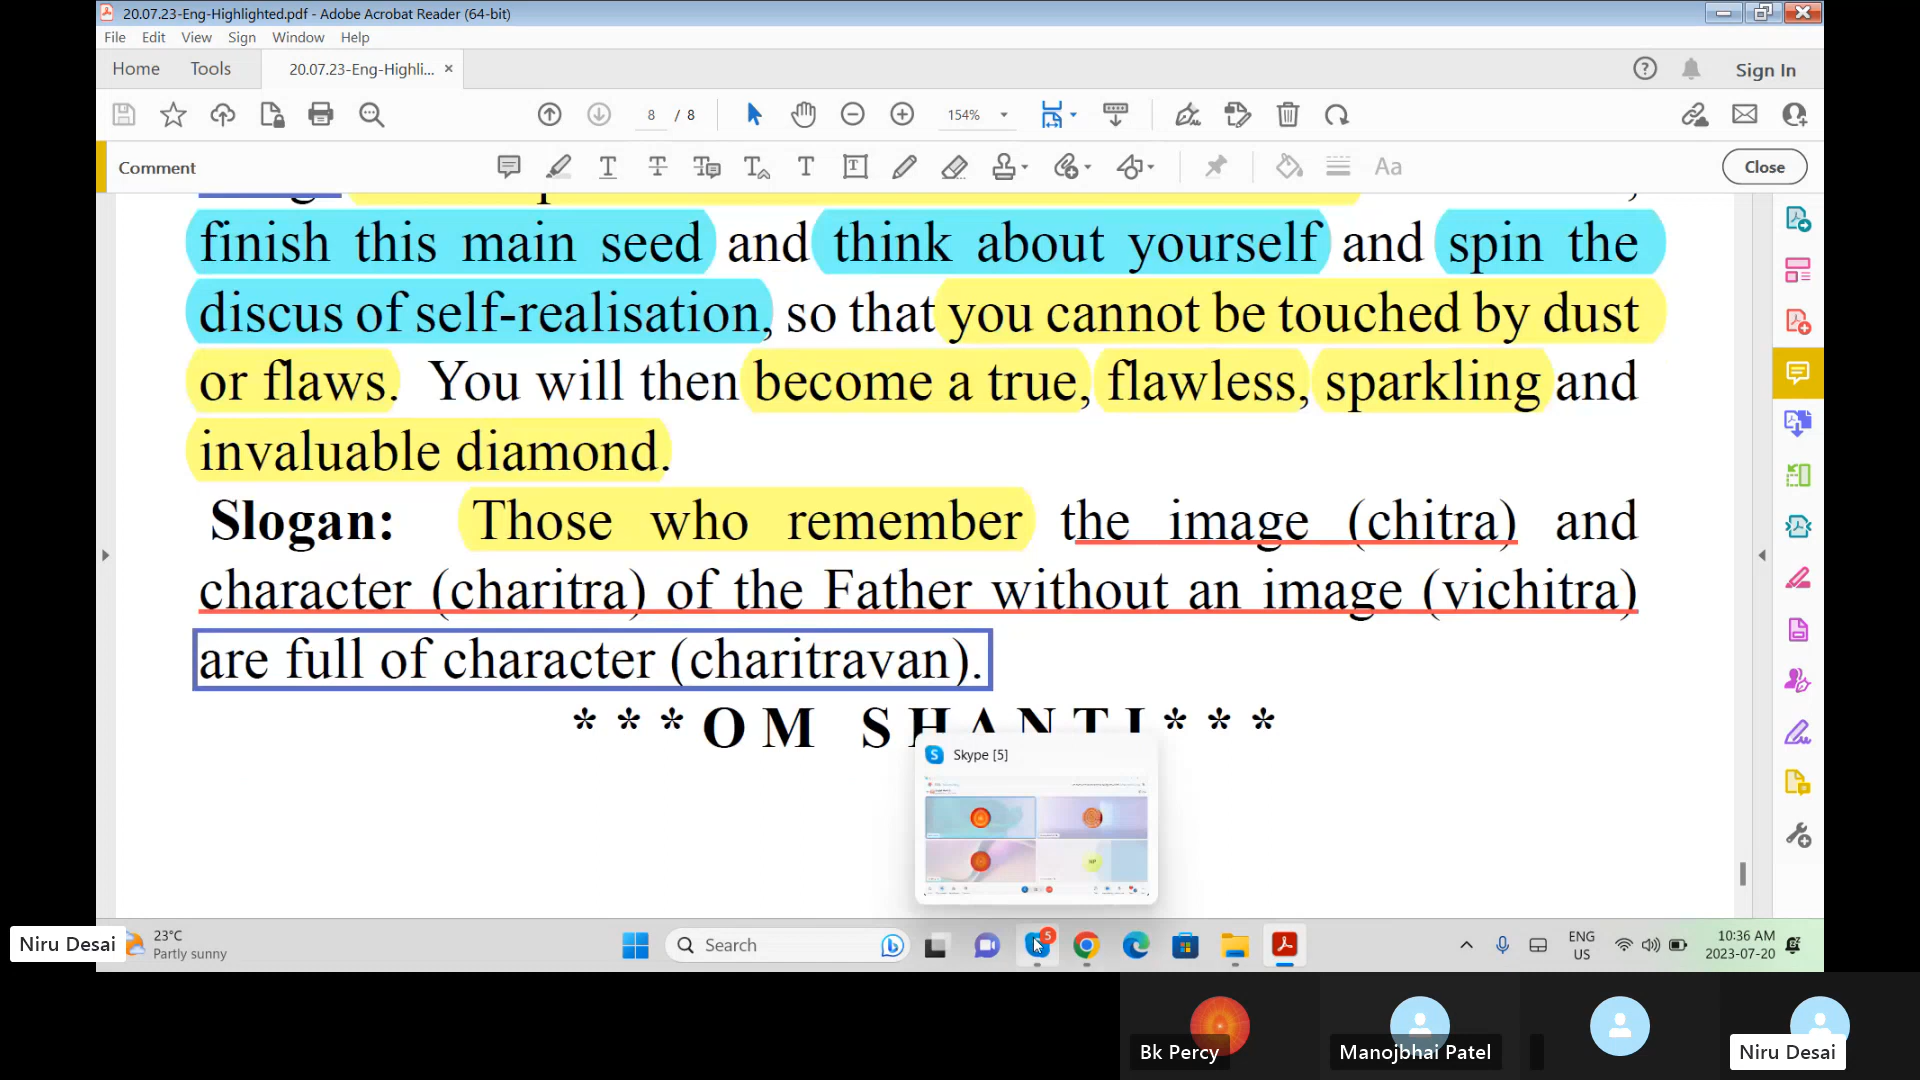 20.07.23-Eng-Highlighted.pdf - Adobe Acrobat Reader (64-bit)
File Edit View Sign Window Help
Home Tools 20.07.23-Eng-Highli... Sign In
8 / 8 154%
Comment Close
finish this main seed and think about yourself and spin the
discus of self-realisation, so that you cannot be touched by dust
or flaws. You will then become a true, flawless, sparkling and
invaluable diamond.
Slogan: Those who remember the image (chitra) and
character (charitra) of the Father without an image (vichitra)
are full of character (charitravan).
* * * O M S H A N T I * * *
Skype [5]
Niru Desai
23°C
Partly sunny
Search
5
ENG
US
10:36 AM
2023-07-20
Bk Percy
Manojbhai Patel
Niru Desai